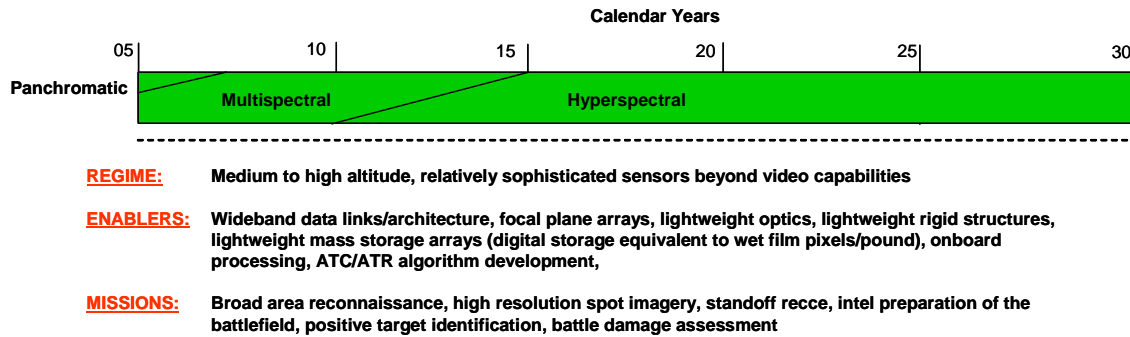 Calendar Years
05 10 15 20 25 30
Panchromatic
Multispectral Hyperspectral
REGIME: Medium to high altitude, relatively sophisticated sensors beyond video capabilities
ENABLERS: Wideband data links/architecture, focal plane arrays, lightweight optics, lightweight rigid structures,
lightweight mass storage arrays (digital storage equivalent to wet film pixels/pound), onboard
processing, ATC/ATR algorithm development,
MISSIONS: Broad area reconnaissance, high resolution spot imagery, standoff recce, intel preparation of the
battlefield, positive target identification, battle damage assessment